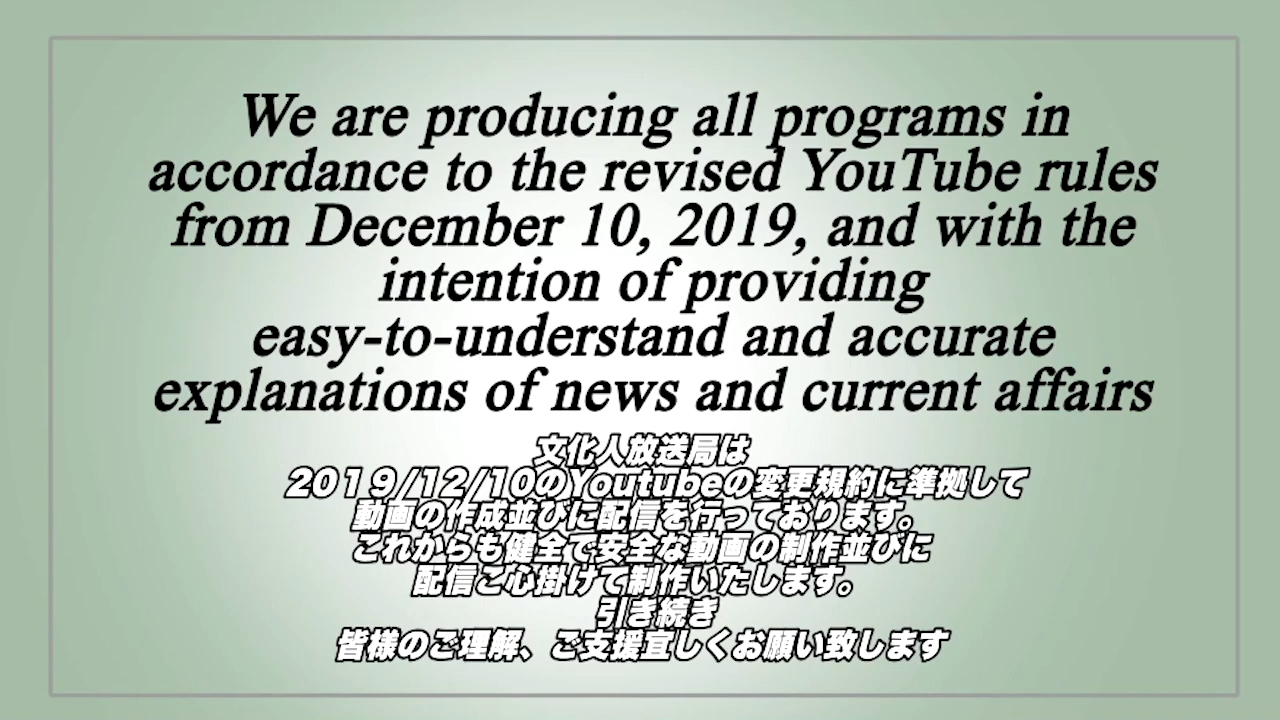 We are producing all programs in
accordance to the revised YouTube rules
from December 10, 2019, and with the
intention of providing
easy-to-understand and accurate
explanations of news and current affairs
文化人放送局は
2019/12/10のYoutubeの変更規約に準拠して
動画の作成並びに配信を行っております。
これからも健全で安全な動画の制作並びに
配信ご心掛けて制作いたします。
引き続き
皆様のご理解、ご支援宜しくお願い致します